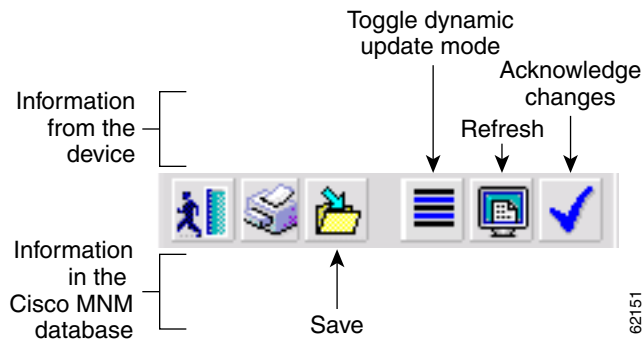 Toggle dynamic
update mode
Acknowledge
changes
Information
from the
device
Refresh
Information
in the
Cisco MNM
database
Save
62151